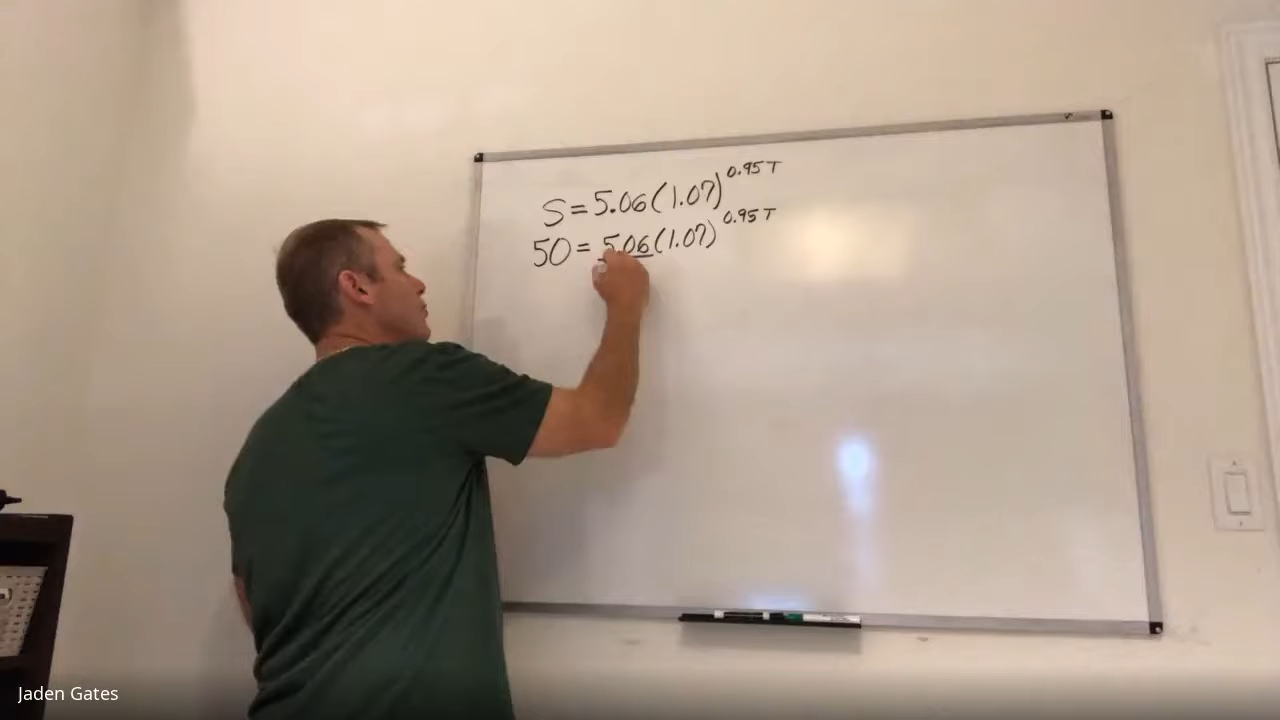 S = 5.06(1.07)^0.95T
50 = 5.06(1.07)^0.95T
Jaden Gates